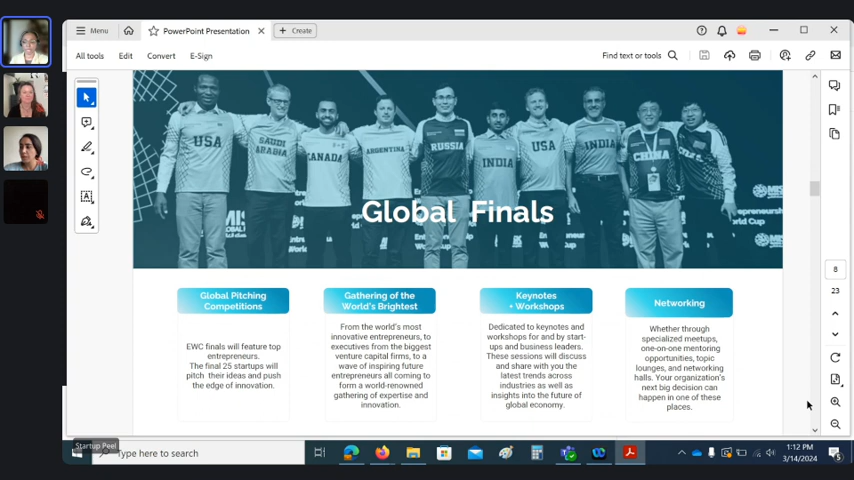 Menu
PowerPoint Presentation
Create
All tools
Edit
Convert
E-Sign
Find text or tools
USA
SAUDI
ARABIA
CANADA
ARGENTINA
RUSSIA
INDIA
USA
INDIA
CHINA
Global Finals
Global Pitching
Competitions
EWC finals will feature top
entrepreneurs.
The final 25 startups will
pitch their ideas and push
the edge of innovation.
Gathering of the
World's Brightest
From the world's most
innovative entrepreneurs, to
executives from the biggest
venture capital firms, to a
wave of inspiring future
entrepreneurs all coming to
form a world-renowned
gathering of expertise and
innovation.
Keynotes
+ Workshops
Dedicated to keynotes and
workshops for and by start-
ups and business leaders.
These sessions will discuss
and share with you the
latest trends across
industries as well as
insights into the future of
global economy.
Networking
Whether through
specialized meetups,
one-on-one mentoring
opportunities, topic
lounges, and networking
halls. Your organization's
next big decision can
happen in one of these
places.
8
23
Startup Peel
Type here to search
1:12 PM
3/14/2024
5